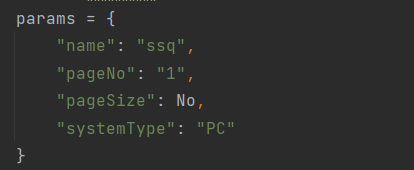 params = {
    "name": "ssq",
    "pageNo": "1",
    "pageSize": No,
    "systemType": "PC"
}